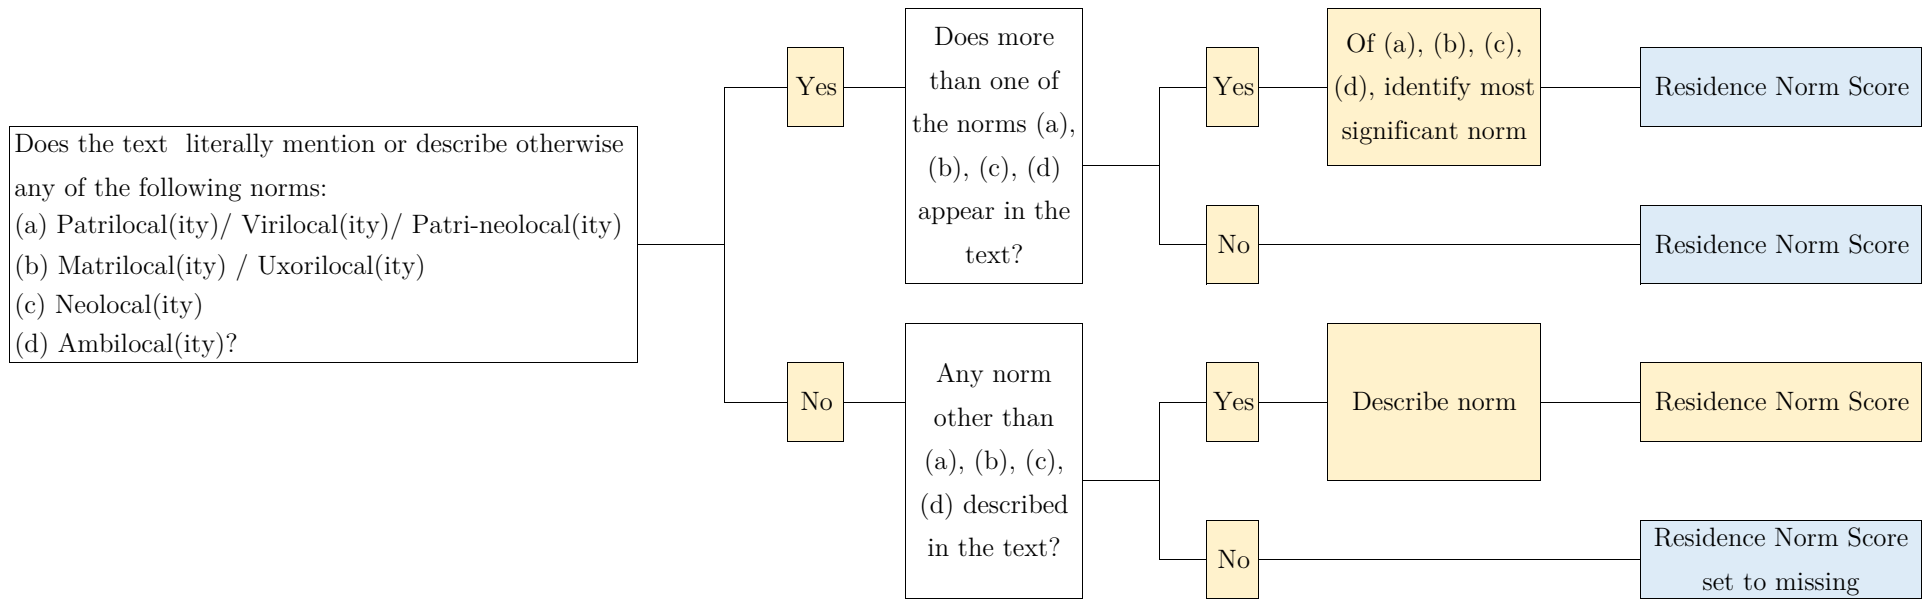 Does the text literally mention or describe otherwise
any of the following norms:
(a) Patrilocal(ity)/ Virilocal(ity)/ Patri-neolocal(ity)
(b) Matrilocal(ity) / Uxorilocal(ity)
(c) Neolocal(ity)
(d) Ambilocal(ity)?
Yes
Does more
than one of
the norms (a),
(b), (c), (d)
appear in the
text?
Yes
Of (a), (b), (c),
(d), identify most
significant norm
Residence Norm Score
No
Residence Norm Score
No
Any norm
other than
(a), (b), (c),
(d) described
in the text?
Yes
Describe norm
Residence Norm Score
No
Residence Norm Score
set to missing